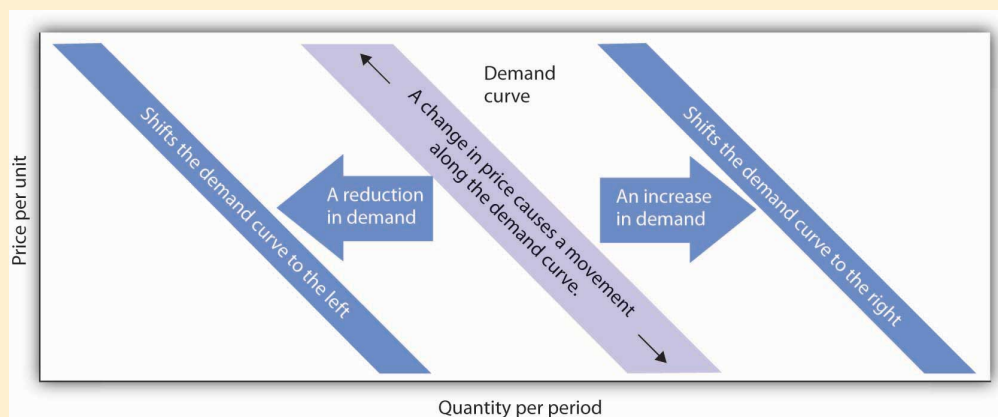 Demand
curve
Price per unit
Shifts the demand curve to the left
A reduction
in demand
A change in price causes a movement
along the demand curve.
An increase
in demand
Shifts the demand curve to the right
Quantity per period